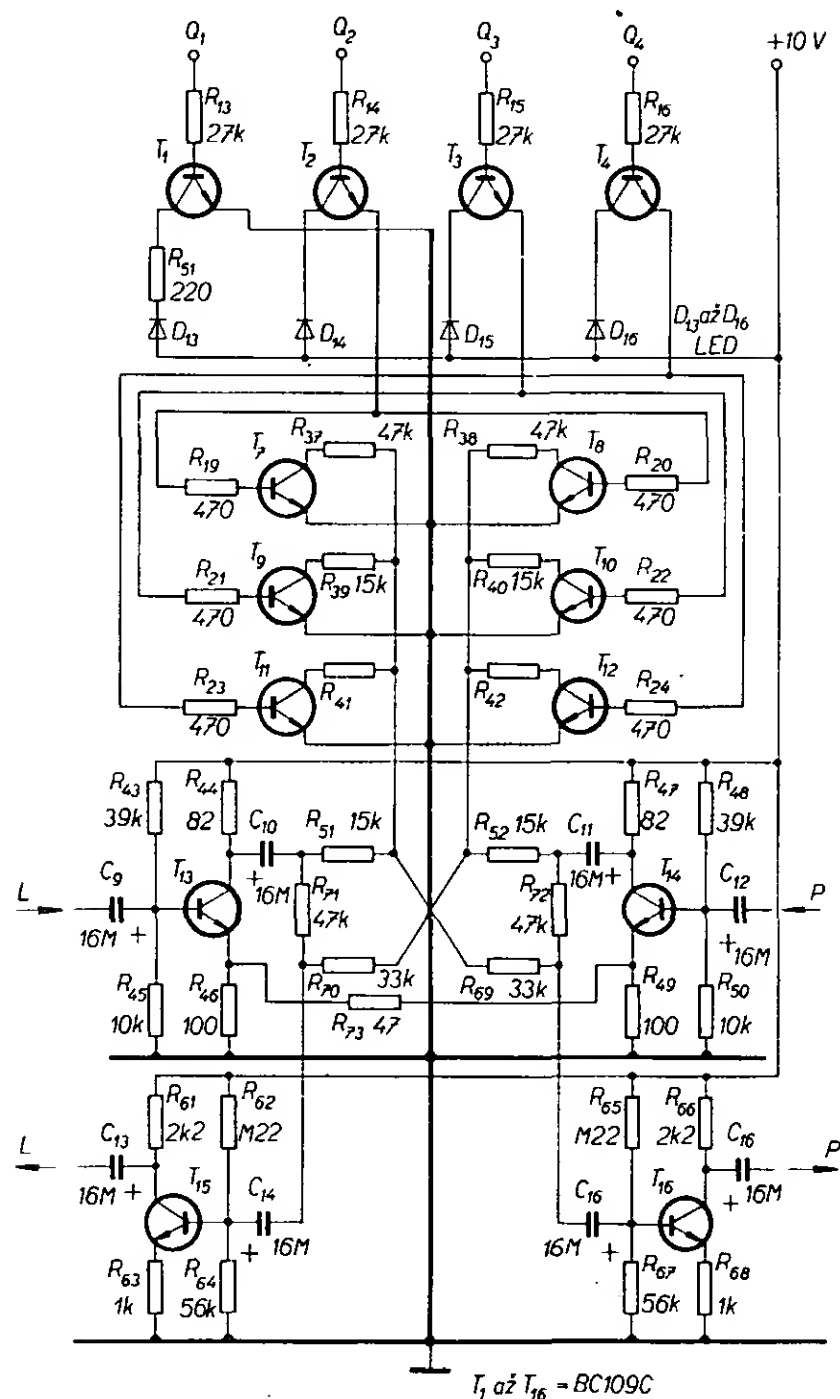 Q1 Q2 Q3 Q4 +10 V
R13 R14 R15 R16
27k 27k 27k 27k
T1 T2 T3 T4
R51
220
D13 D14 D15 D16
D13 až D16
LED
R37 47k R38 47k
R19 T7 T8 R20
470 470
R21 T9 R39 15k R40 15k T10 R22
470 470
R23 T11 R41 R42 T12 R24
470 470
R43 R44 R47 R48
39k 82 82 39k
C10 R51 15k R52 15k C11
L C9 T13 +16M R71 R72 16M+ T14 C12 P
16M + 47k 47k +16M
R45 R46 R70 33k R69 33k R49 R50
10k 100 R73 47 100 10k
R61 R62 R65 R66
2k2 M22 M22 2k2
L C13 C16 P
16M + T15 C14 C16 T16 +16M
+ 16M 16M +
R63 R64 R67 R68
1k 56k 56k 1k
T1 až T16 = BC109C